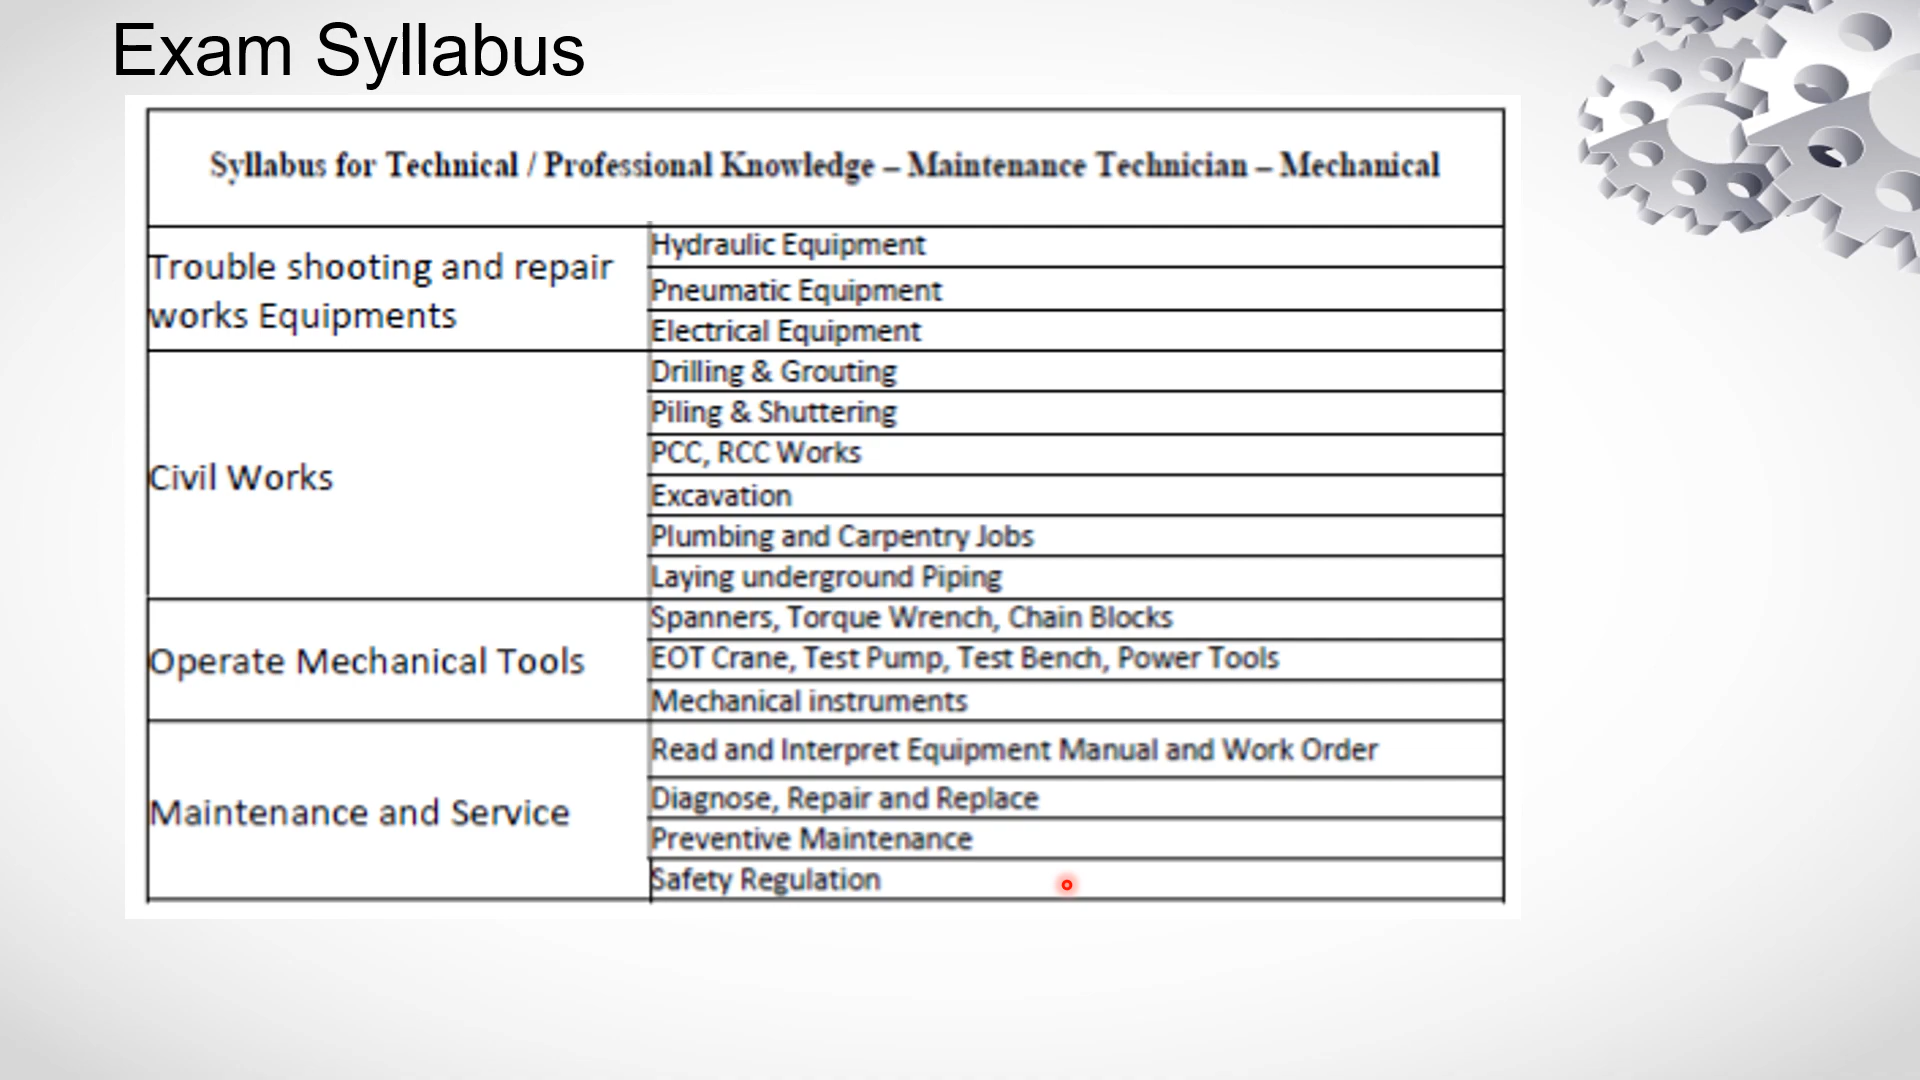 Exam Syllabus
Syllabus for Technical / Professional Knowledge – Maintenance Technician – Mechanical
Trouble shooting and repair
works Equipments
Hydraulic Equipment
Pneumatic Equipment
Electrical Equipment
Civil Works
Drilling & Grouting
Piling & Shuttering
PCC, RCC Works
Excavation
Plumbing and Carpentry Jobs
Laying underground Piping
Operate Mechanical Tools
Spanners, Torque Wrench, Chain Blocks
EOT Crane, Test Pump, Test Bench, Power Tools
Mechanical instruments
Maintenance and Service
Read and Interpret Equipment Manual and Work Order
Diagnose, Repair and Replace
Preventive Maintenance
Safety Regulation